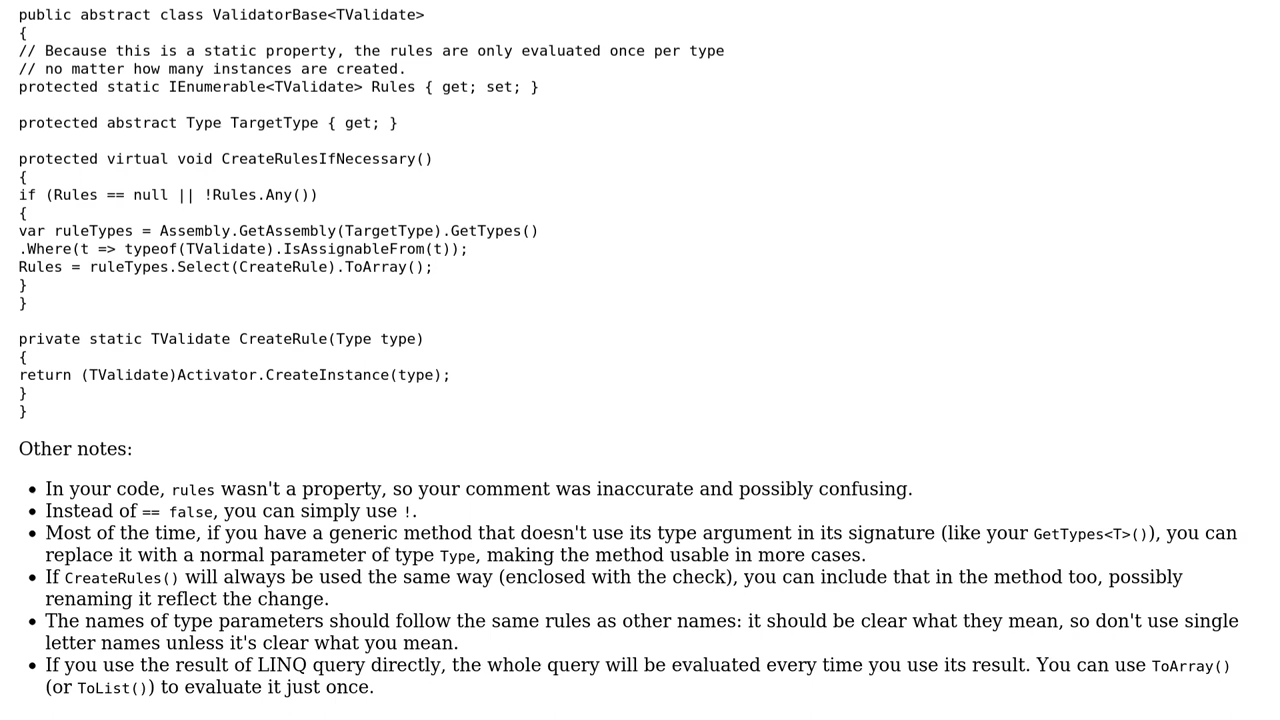 public abstract class ValidatorBase<TValidate>
{
// Because this is a static property, the rules are only evaluated once per type
// no matter how many instances are created.
protected static IEnumerable<TValidate> Rules { get; set; }

protected abstract Type TargetType { get; }

protected virtual void CreateRulesIfNecessary()
{
if (Rules == null || !Rules.Any())
{
var ruleTypes = Assembly.GetAssembly(TargetType).GetTypes()
.Where(t => typeof(TValidate).IsAssignableFrom(t));
Rules = ruleTypes.Select(CreateRule).ToArray();
}
}

private static TValidate CreateRule(Type type)
{
return (TValidate)Activator.CreateInstance(type);
}
}

Other notes:

• In your code, rules wasn't a property, so your comment was inaccurate and possibly confusing.
• Instead of == false, you can simply use !.
• Most of the time, if you have a generic method that doesn't use its type argument in its signature (like your GetTypes<T>()), you can
replace it with a normal parameter of type Type, making the method usable in more cases.
• If CreateRules() will always be used the same way (enclosed with the check), you can include that in the method too, possibly
renaming it reflect the change.
• The names of type parameters should follow the same rules as other names: it should be clear what they mean, so don't use single
letter names unless it's clear what you mean.
• If you use the result of LINQ query directly, the whole query will be evaluated every time you use its result. You can use ToArray()
(or ToList()) to evaluate it just once.